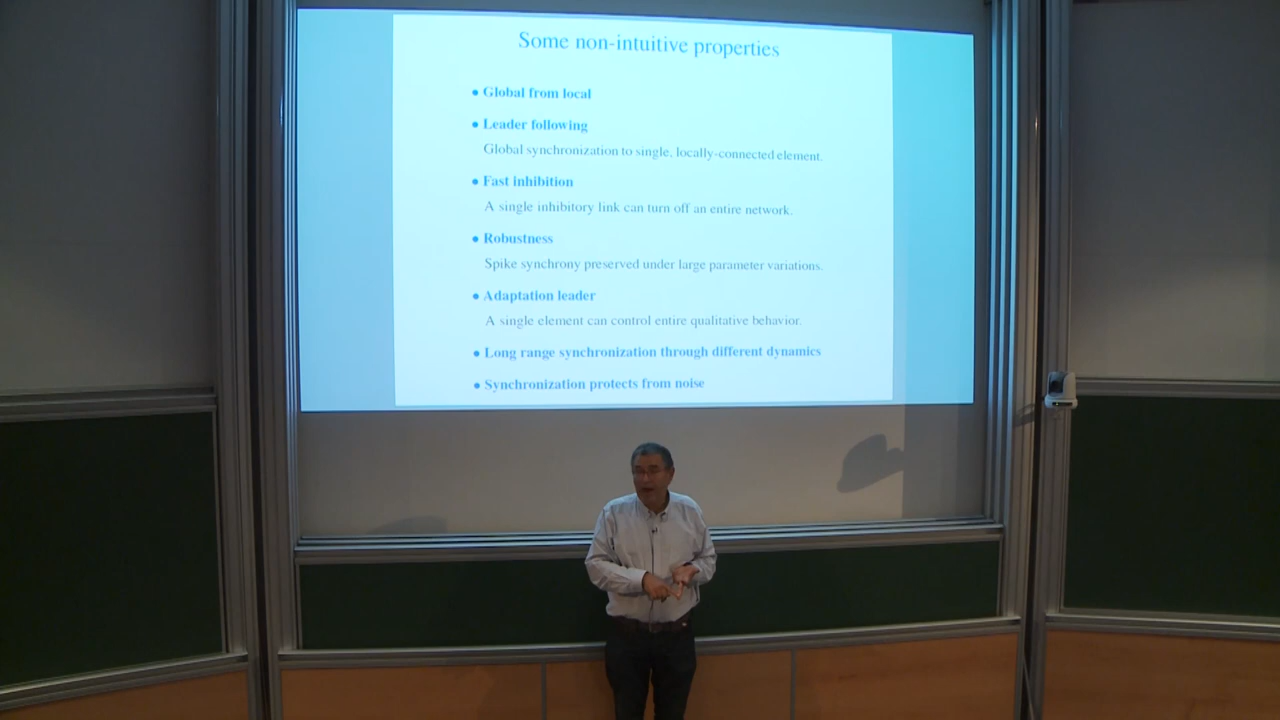 Some non-intuitive properties
• Global from local
• Leader following
Global synchronization to single, locally-connected element.
• Fast inhibition
A single inhibitory link can turn off an entire network.
• Robustness
Spike synchrony preserved under large parameter variations.
• Adaptation leader
A single element can control entire qualitative behavior.
• Long range synchronization through different dynamics
• Synchronization protects from noise